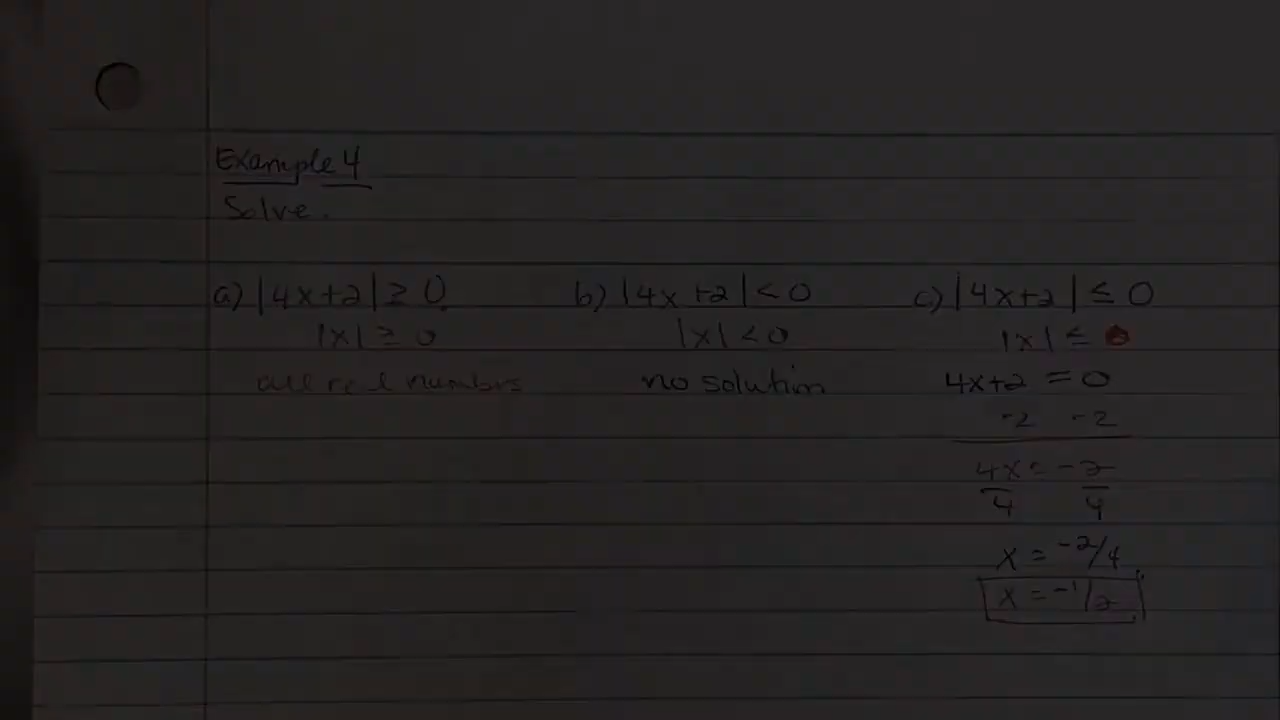 Example 4
Solve.
a) |4x+2| ≥ 0
|x| ≥ 0
all real numbers
b) |4x+2| < 0
|x| < 0
no solution
c) |4x+2| ≤ 0
|x| ≤ 0
4x+2 = 0
-2 -2
4x = -2
4 4
x = -2/4
x = -1/2